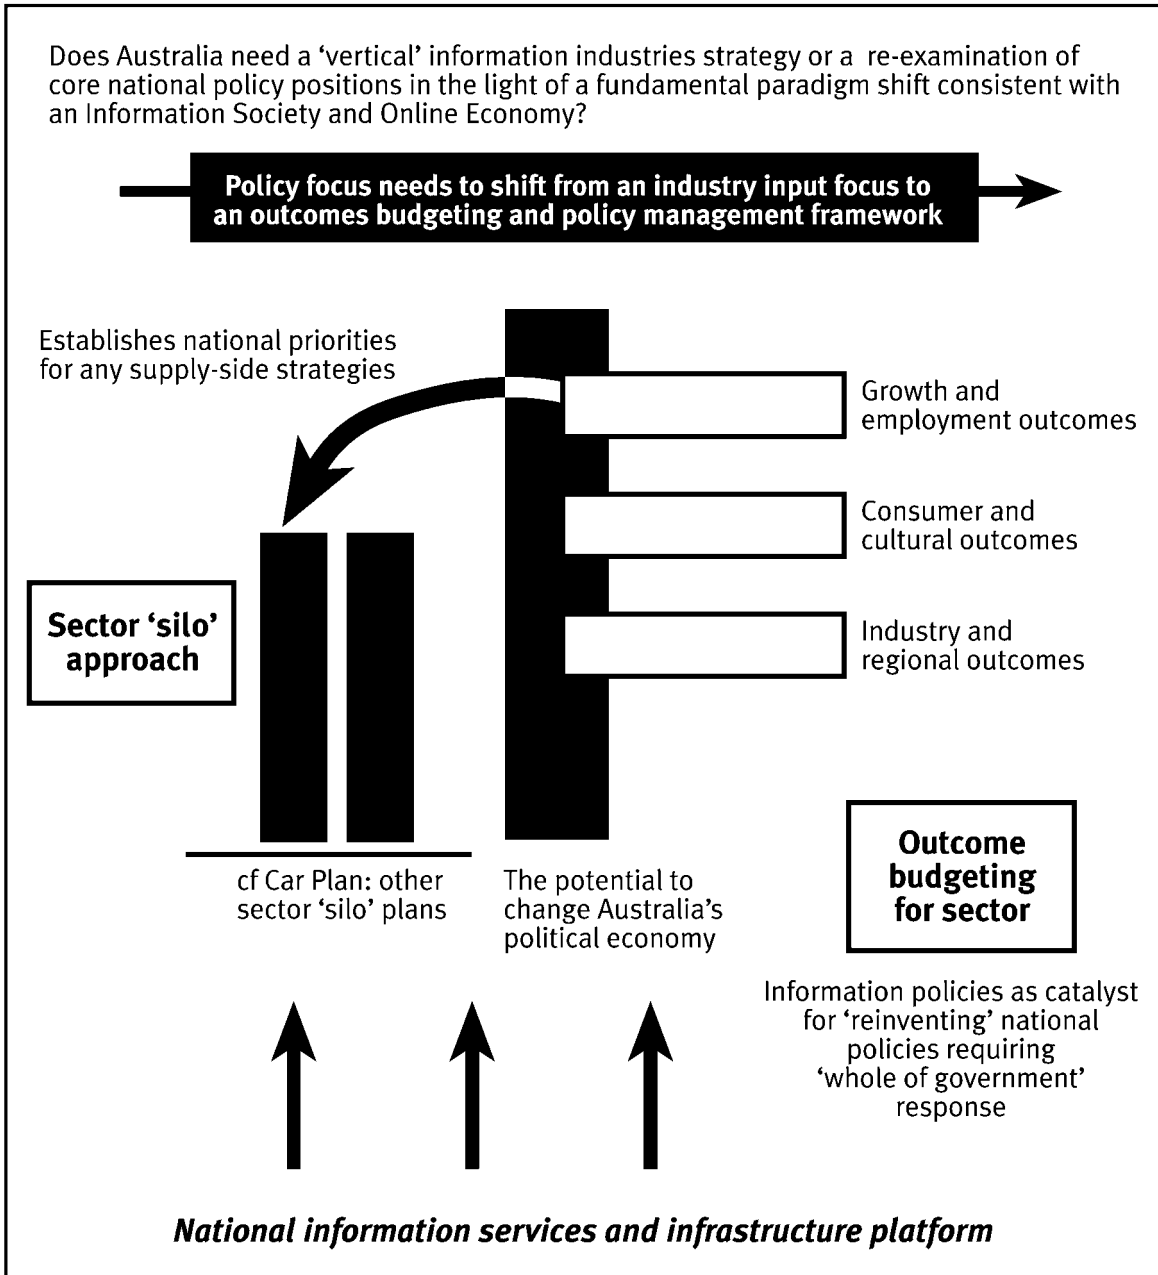 Does Australia need a ‘vertical’ information industries strategy or a re-examination of
core national policy positions in the light of a fundamental paradigm shift consistent with
an Information Society and Online Economy?
Policy focus needs to shift from an industry input focus to
an outcomes budgeting and policy management framework
Establishes national priorities
for any supply-side strategies
Growth and
employment outcomes
Consumer and
cultural outcomes
Industry and
regional outcomes
Sector ‘silo’
approach
cf Car Plan: other
sector ‘silo’ plans
The potential to
change Australia’s
political economy
Outcome
budgeting
for sector
Information policies as catalyst
for ‘reinventing’ national
policies requiring
‘whole of government’
response
National information services and infrastructure platform